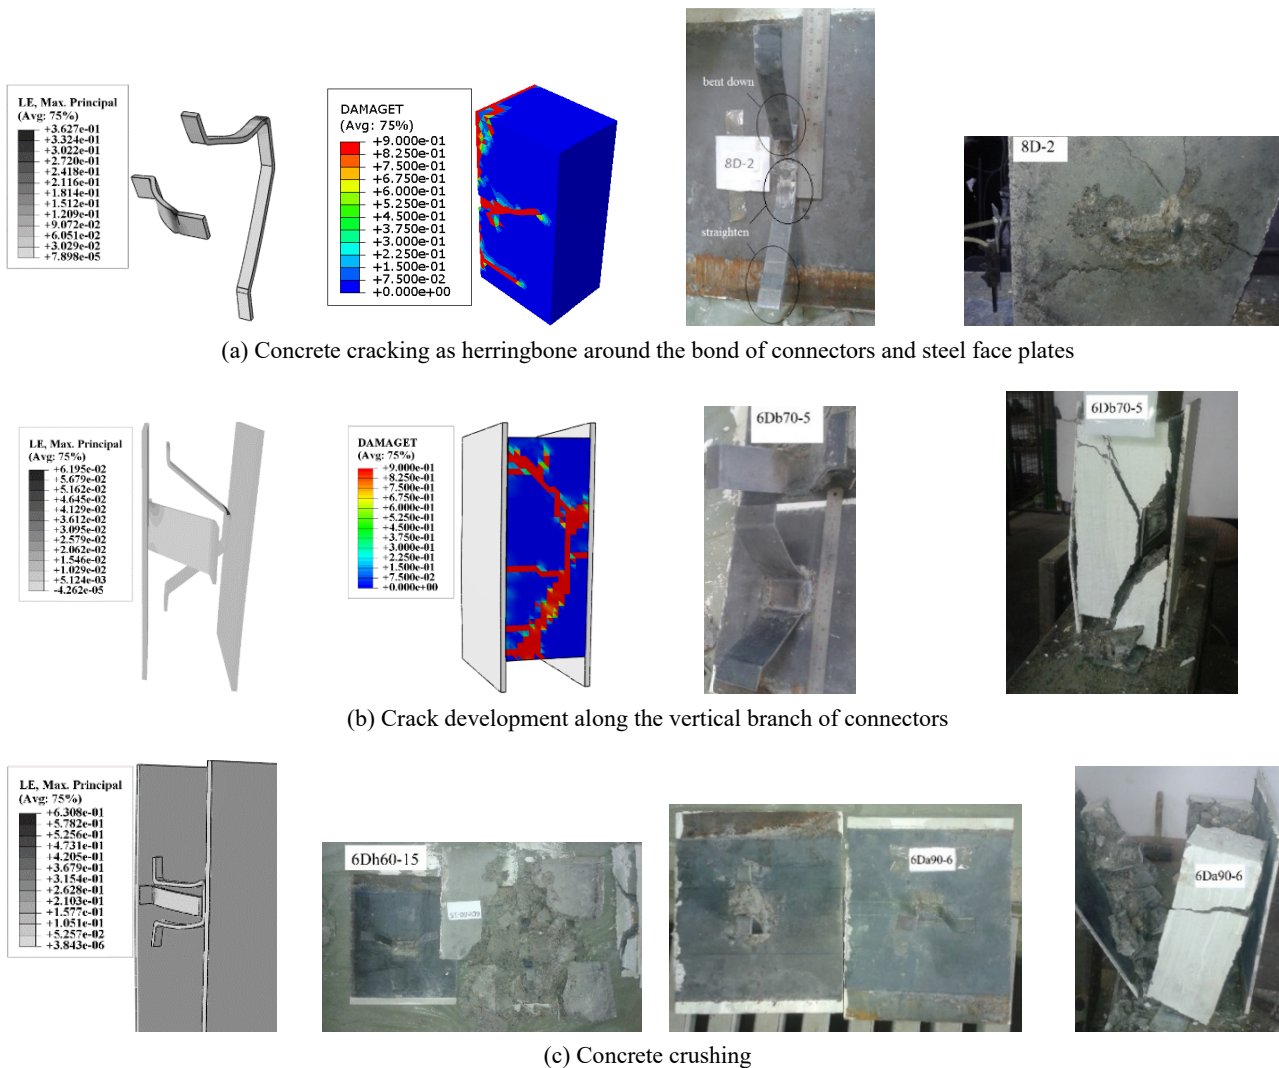 LE, Max. Principal
(Avg: 75%)
+3.627e-01
+3.324e-01
+3.022e-01
+2.720e-01
+2.418e-01
+2.116e-01
+1.814e-01
+1.512e-01
+1.209e-01
+9.072e-02
+6.051e-02
+3.029e-02
+7.898e-05
DAMAGET
(Avg: 75%)
+9.000e-01
+8.250e-01
+7.500e-01
+6.750e-01
+6.000e-01
+5.250e-01
+4.500e-01
+3.750e-01
+3.000e-01
+2.250e-01
+1.500e-01
+7.500e-02
+0.000e+00
bent down
8D-2
straighten
8D-2
(a) Concrete cracking as herringbone around the bond of connectors and steel face plates
LE, Max. Principal
(Avg: 75%)
+6.195e-02
+5.679e-02
+5.162e-02
+4.645e-02
+4.129e-02
+3.612e-02
+3.095e-02
+2.579e-02
+2.062e-02
+1.546e-02
+1.029e-02
+5.124e-03
-4.262e-05
DAMAGET
(Avg: 75%)
+9.000e-01
+8.250e-01
+7.500e-01
+6.750e-01
+6.000e-01
+5.250e-01
+4.500e-01
+3.750e-01
+3.000e-01
+2.250e-01
+1.500e-01
+7.500e-02
+0.000e+00
6Db70-5
6Db70-5
(b) Crack development along the vertical branch of connectors
LE, Max. Principal
(Avg: 75%)
+6.308e-01
+5.782e-01
+5.256e-01
+4.731e-01
+4.205e-01
+3.679e-01
+3.154e-01
+2.628e-01
+2.103e-01
+1.577e-01
+1.051e-01
+5.257e-02
+3.843e-06
6Dh60-15
6Da90-6
6Da90-6
(c) Concrete crushing